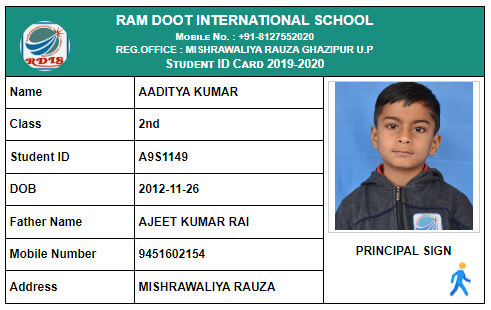 RAM DOOT INTERNATIONAL SCHOOL
MOBILE NO. : +91-8127552020
REG.OFFICE : MISHRAWALIYA RAUZA GHAZIPUR U.P
STUDENT ID CARD 2019-2020
RDIS
Name AADITYA KUMAR
Class 2nd
Student ID A9S1149
DOB 2012-11-26
Father Name AJEET KUMAR RAI
Mobile Number 9451602154
Address MISHRAWALIYA RAUZA
PRINCIPAL SIGN